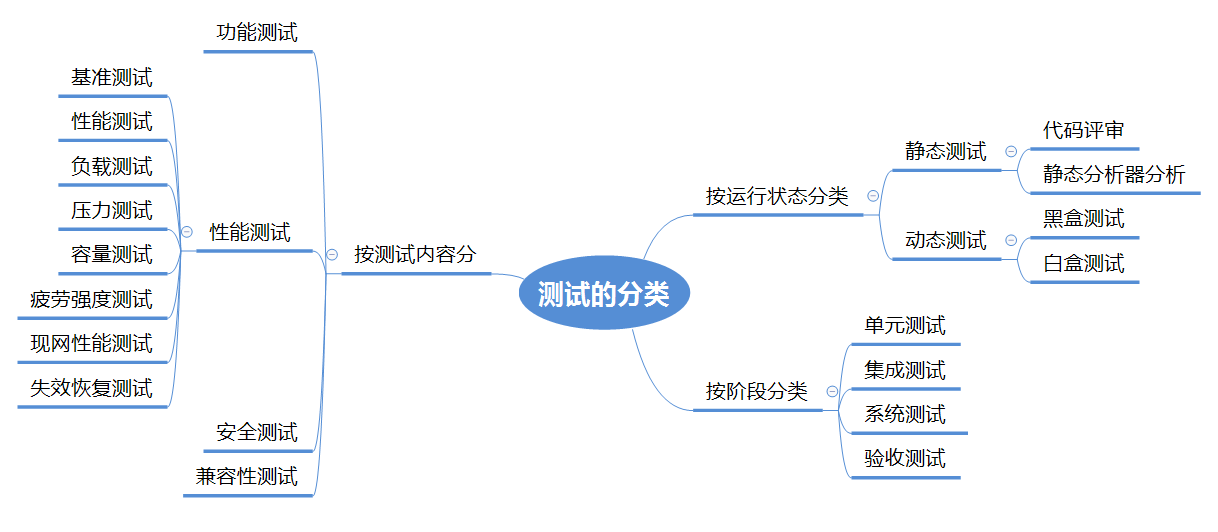 测试的分类
按运行状态分类
静态测试
代码评审
静态分析器分析
动态测试
黑盒测试
白盒测试
按阶段分类
单元测试
集成测试
系统测试
验收测试
按测试内容分
功能测试
性能测试
基准测试
性能测试
负载测试
压力测试
容量测试
疲劳强度测试
现网性能测试
失效恢复测试
安全测试
兼容性测试